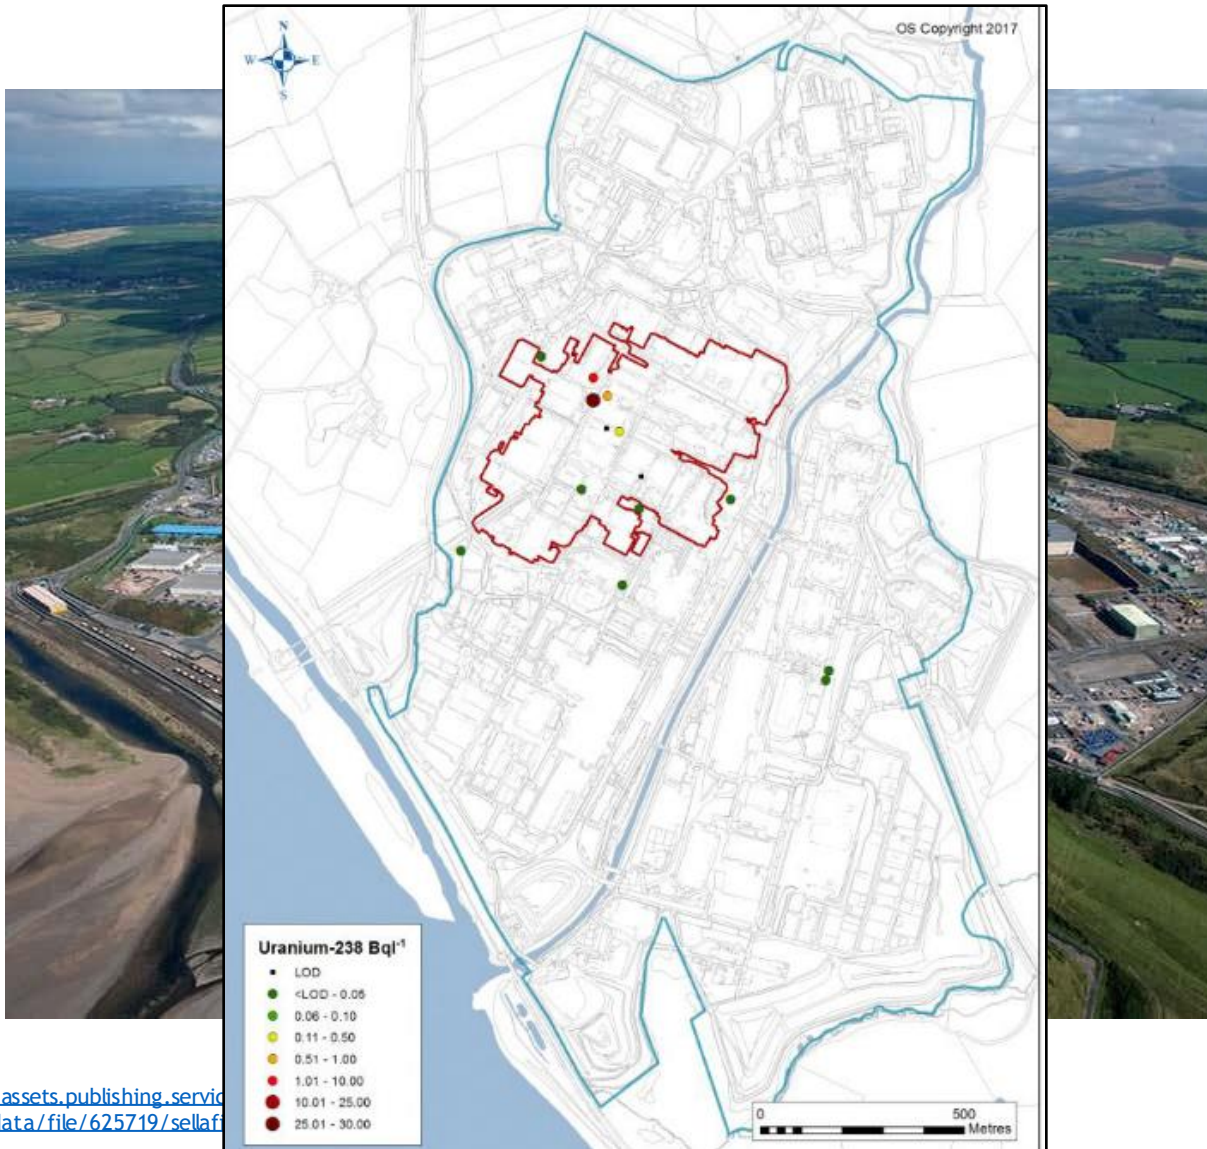 OS Copyright 2017
N
W E
S
Uranium-238 Bql⁻¹
LOD
<LOD - 0.05
0.06 - 0.10
0.11 - 0.50
0.51 - 1.00
1.01 - 10.00
10.01 - 25.00
25.01 - 30.00
0 500
Metres
assets.publishing.servic
data/file/625719/sellafi